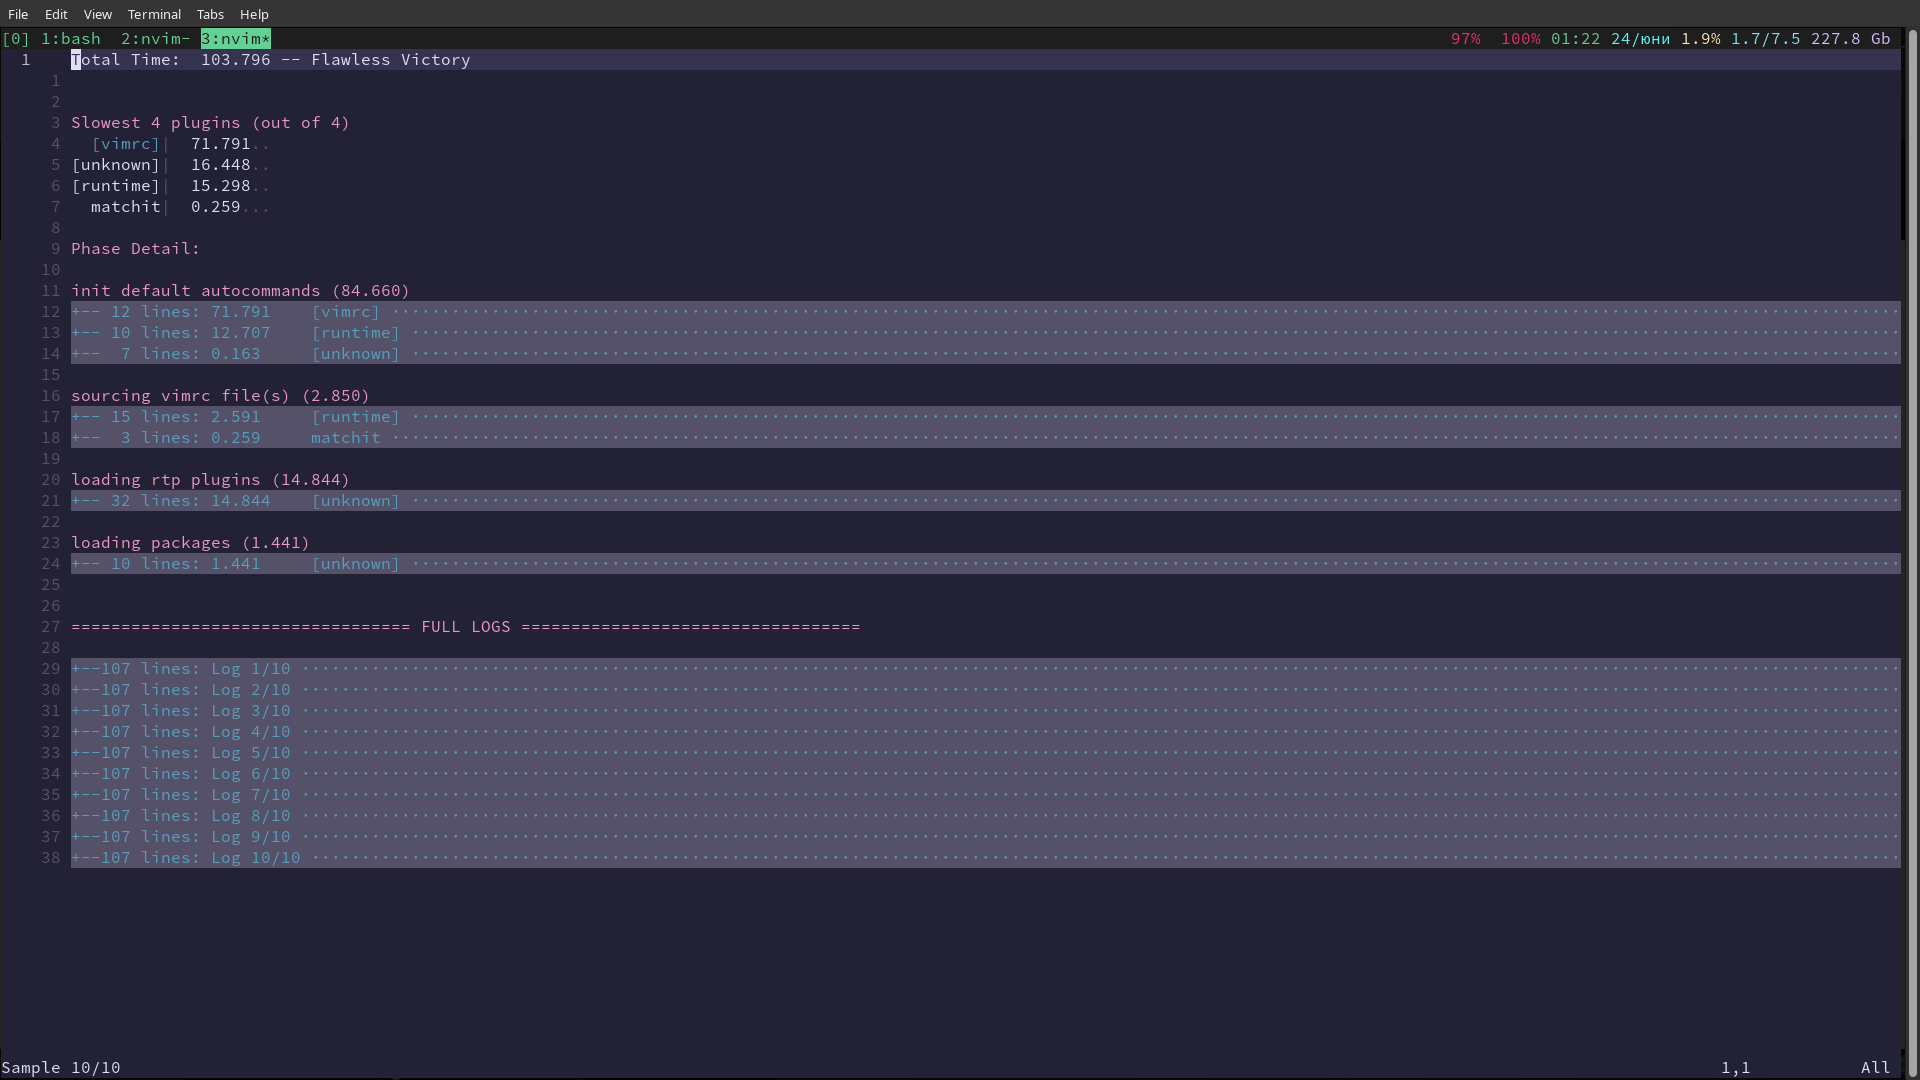 File Edit View Terminal Tabs Help
[0] 1:bash 2:nvim- 3:nvim* 97% 100% 01:22 24/юни 1.9% 1.7/7.5 227.8 Gb
1 Total Time: 103.796 -- Flawless Victory
1
2
3 Slowest 4 plugins (out of 4)
4 [vimrc]| 71.791..
5 [unknown]| 16.448..
6 [runtime]| 15.298..
7 matchit| 0.259...
8
9 Phase Detail:
10
11 init default autocommands (84.660)
12 +-- 12 lines: 71.791 [vimrc]
13 +-- 10 lines: 12.707 [runtime]
14 +-- 7 lines: 0.163 [unknown]
15
16 sourcing vimrc file(s) (2.850)
17 +-- 15 lines: 2.591 [runtime]
18 +-- 3 lines: 0.259 matchit
19
20 loading rtp plugins (14.844)
21 +-- 32 lines: 14.844 [unknown]
22
23 loading packages (1.441)
24 +-- 10 lines: 1.441 [unknown]
25
26
27 ================================== FULL LOGS ==================================
28
29 +--107 lines: Log 1/10
30 +--107 lines: Log 2/10
31 +--107 lines: Log 3/10
32 +--107 lines: Log 4/10
33 +--107 lines: Log 5/10
34 +--107 lines: Log 6/10
35 +--107 lines: Log 7/10
36 +--107 lines: Log 8/10
37 +--107 lines: Log 9/10
38 +--107 lines: Log 10/10
Sample 10/10 1,1 All